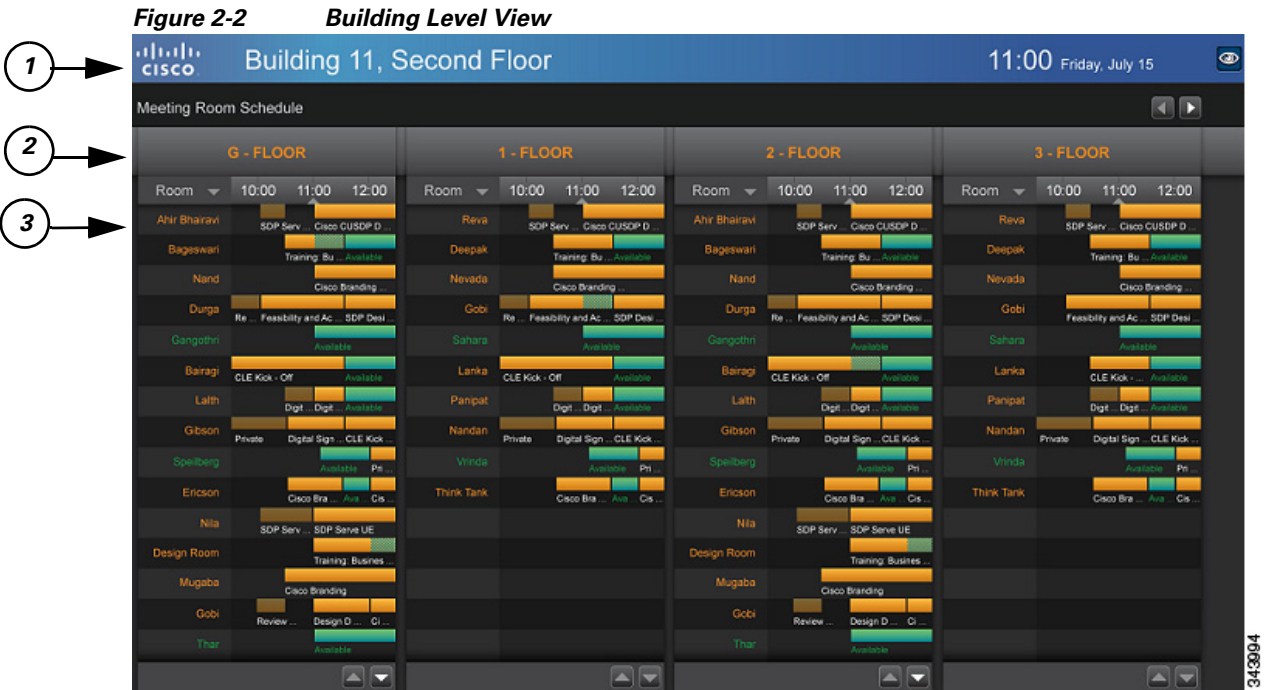 Figure 2-2 Building Level View
1
CISCO Building 11, Second Floor 11:00 Friday, July 15
Meeting Room Schedule
2
G - FLOOR 1 - FLOOR 2 - FLOOR 3 - FLOOR
3
Room 10:00 11:00 12:00 Room 10:00 11:00 12:00 Room 10:00 11:00 12:00 Room 10:00 11:00 12:00
Ahir Bhairavi Reva Ahir Bhairavi Reva
SDP Serv ... Cisco CUSDP D ... SDP Serv ... Cisco CUSDP D ... SDP Serv ... Cisco CUSDP D ... SDP Serv ... Cisco CUSDP D ...
Bageswari Deepak Bageswari Deepak
Training: Bu ... Available Training: Bu ... Available Training: Bu ... Available Training: Bu ... Available
Nand Nevada Nand Nevada
Cisco Branding ... Cisco Branding ... Cisco Branding ... Cisco Branding ...
Durga Gobi Durga Gobi
Re ... Feasibility and Ac ... SDP Desi ... Re ... Feasibility and Ac ... SDP Desi ... Re ... Feasibility and Ac ... SDP Desi ... Feasibility and Ac ... SDP Desi ...
Gangothri Sahara Gangothri Sahara
Available Available Available Available
Bairagi Lanka Bairagi Lanka
CLE Kick - Off Available CLE Kick - Off Available CLE Kick - Off Available CLE Kick - ... Available
Lalth Panipat Lalth Panipat
Digit ... Digit ... Available Digit ... Digit ... Available Digit ... Digit ... Available Digit ... Digit ... Available
Gibson Nandan Gibson Nandan
Private Digital Sign ... CLE Kick ... Private Digital Sign ... CLE Kick ... Private Digital Sign ... CLE Kick ... Private Digital Sign ... CLE Kick ...
Speilberg Vrinda Speilberg Vrinda
Available Pri ... Available Pri ... Available Pri ... Available Pri ...
Ericson Think Tank Ericson Think Tank
Cisco Bra ... Ava ... Cis ... Cisco Bra ... Ava ... Cis ... Cisco Bra ... Ava ... Cis ... Cisco Bra ... Ava ... Cis ...
Nila Nila
SDP Serv ... SDP Serve UE SDP Serv ... SDP Serve UE
Design Room Design Room
Training: Busines ... Training: Busines ...
Mugaba Mugaba
Cisco Branding Cisco Branding
Gobi Gobi
Review ... Design D ... Ci ... Review ... Design D ... Ci ...
Thar Thar
Available Available
343994